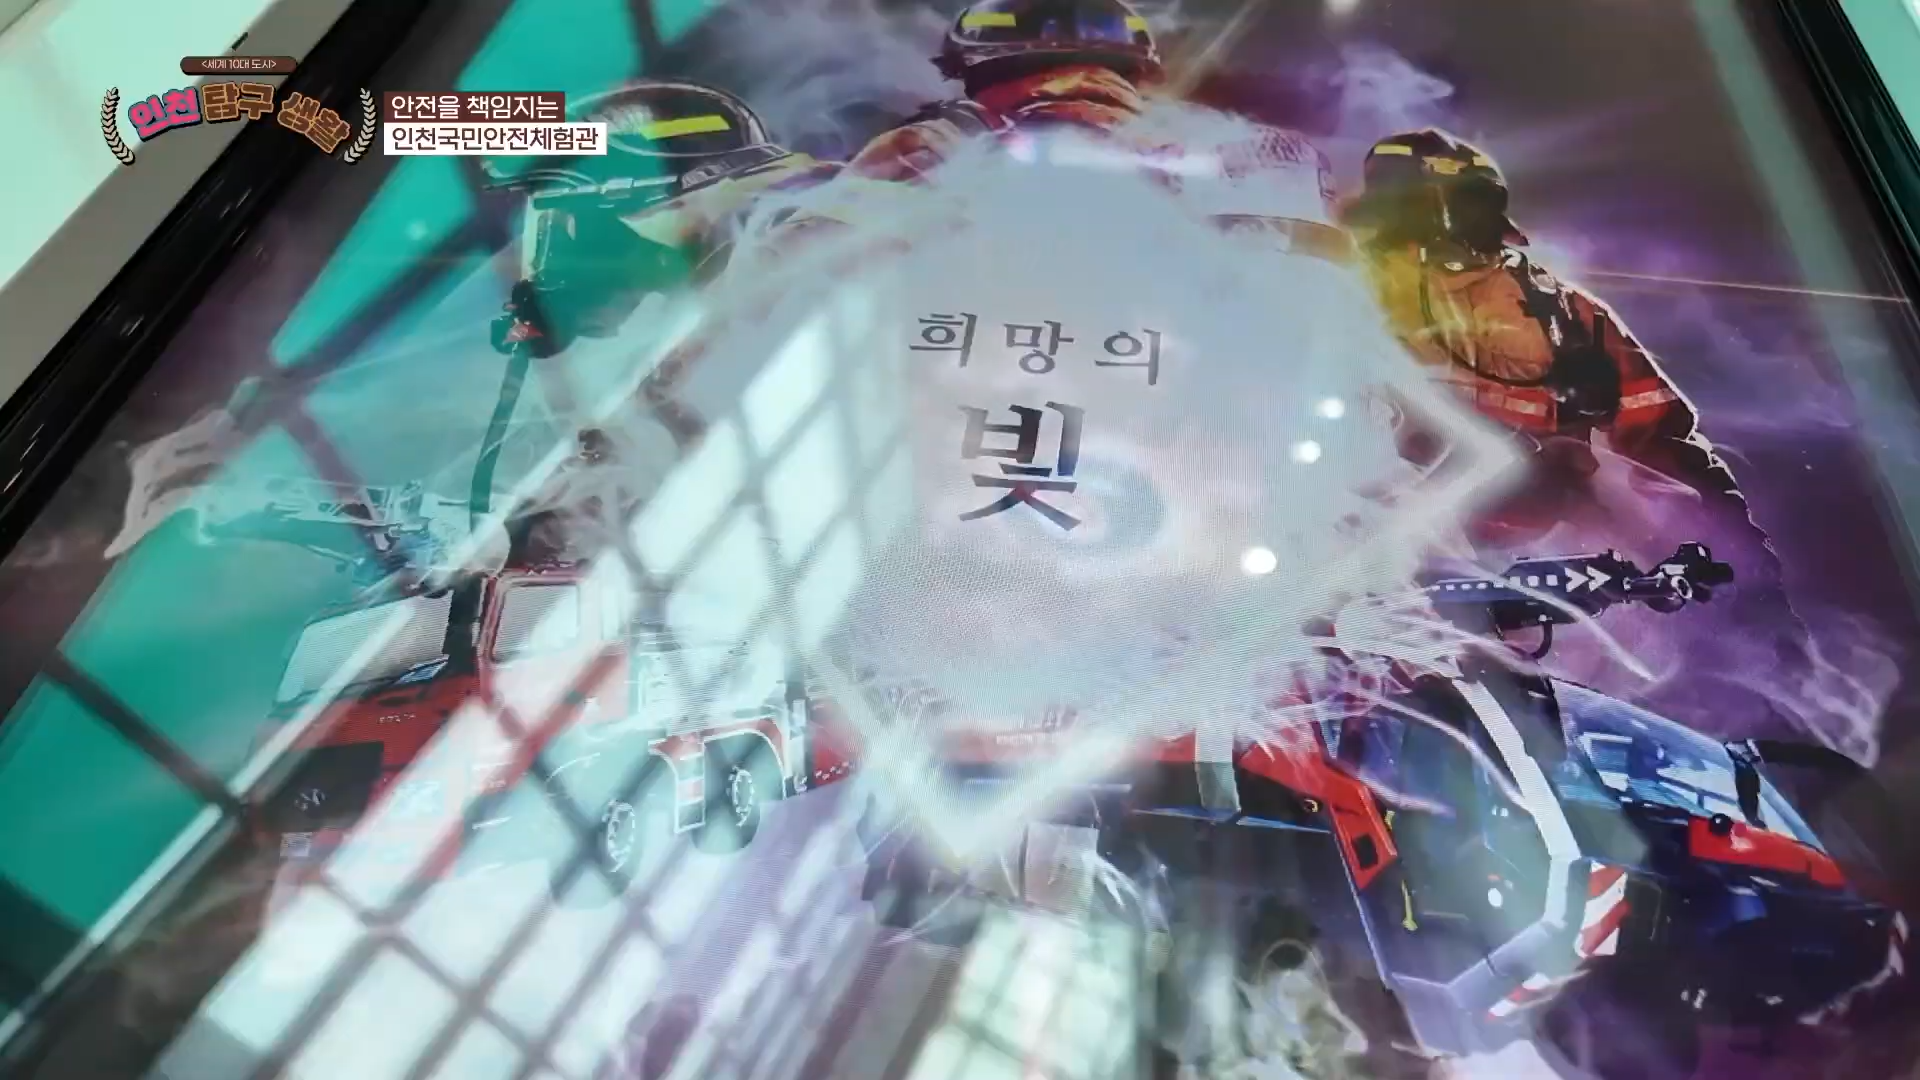 <세계 10대 도시>
인천 탐구 생활
안전을 책임지는
인천국민안전체험관
희망의
빛